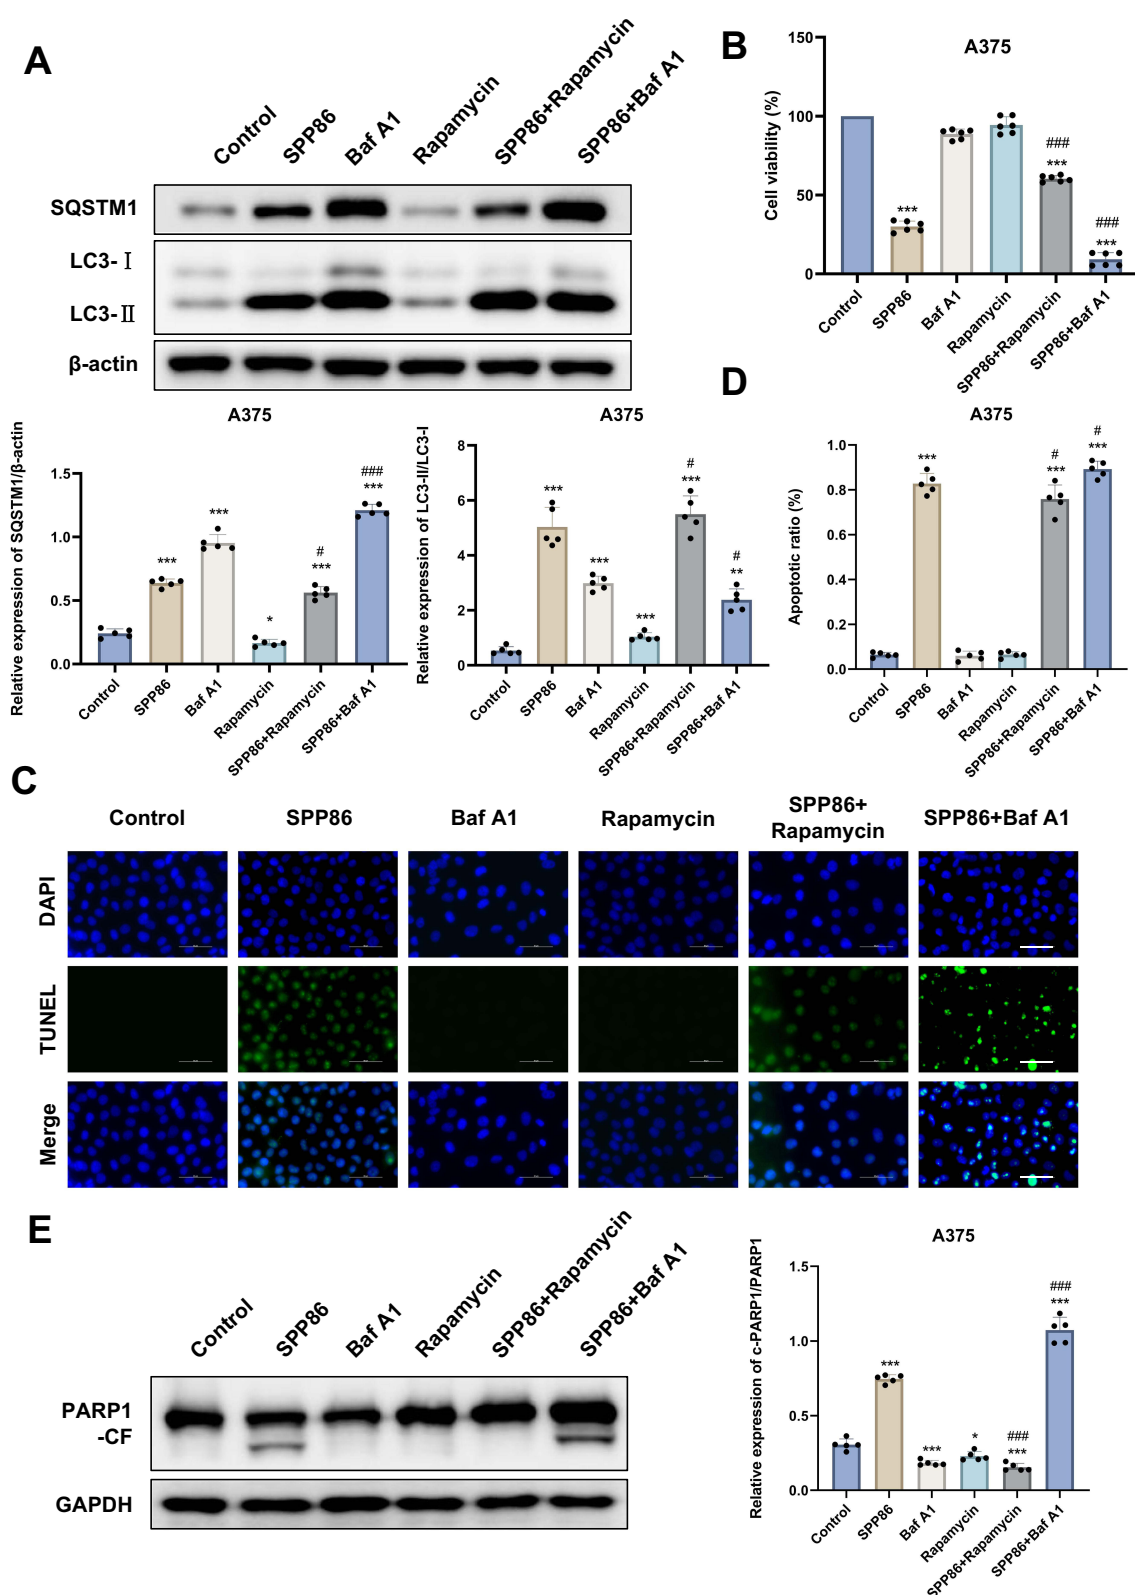 A
Control
SPP86
Baf A1
Rapamycin
SPP86+Rapamycin
SPP86+Baf A1
SQSTM1
LC3-Ⅰ
LC3-Ⅱ
β-actin
A375
Relative expression of SQSTM1/β-actin
1.5
1.0
0.5
0.0
***
***
*
#
***
###
***
Control
SPP86
Baf A1
Rapamycin
SPP86+Rapamycin
SPP86+Baf A1
A375
Relative expression of LC3-II/LC3-I
8
6
4
2
0
***
***
***
#
***
#
**
Control
SPP86
Baf A1
Rapamycin
SPP86+Rapamycin
SPP86+Baf A1
B
A375
Cell viability (%)
150
100
50
0
***
###
***
###
***
Control
SPP86
Baf A1
Rapamycin
SPP86+Rapamycin
SPP86+Baf A1
D
A375
Apoptotic ratio (%)
1.0
0.8
0.6
0.4
0.2
0.0
***
#
***
#
***
Control
SPP86
Baf A1
Rapamycin
SPP86+Rapamycin
SPP86+Baf A1
C
Control
SPP86
Baf A1
Rapamycin
SPP86+
Rapamycin
SPP86+Baf A1
DAPI
TUNEL
Merge
E
Control
SPP86
Baf A1
Rapamycin
SPP86+Rapamycin
SPP86+Baf A1
PARP1
-CF
GAPDH
A375
Relative expression of c-PARP1/PARP1
1.5
1.0
0.5
0.0
***
***
*
###
***
###
***
Control
SPP86
Baf A1
Rapamycin
SPP86+Rapamycin
SPP86+Baf A1